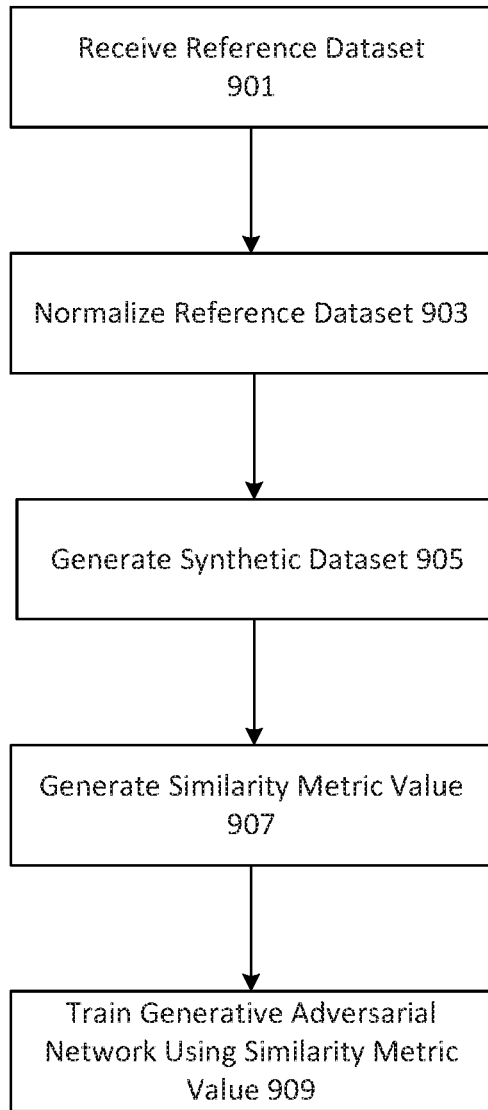 Receive Reference Dataset
901
Normalize Reference Dataset 903
Generate Synthetic Dataset 905
Generate Similarity Metric Value
907
Train Generative Adversarial
Network Using Similarity Metric
Value 909